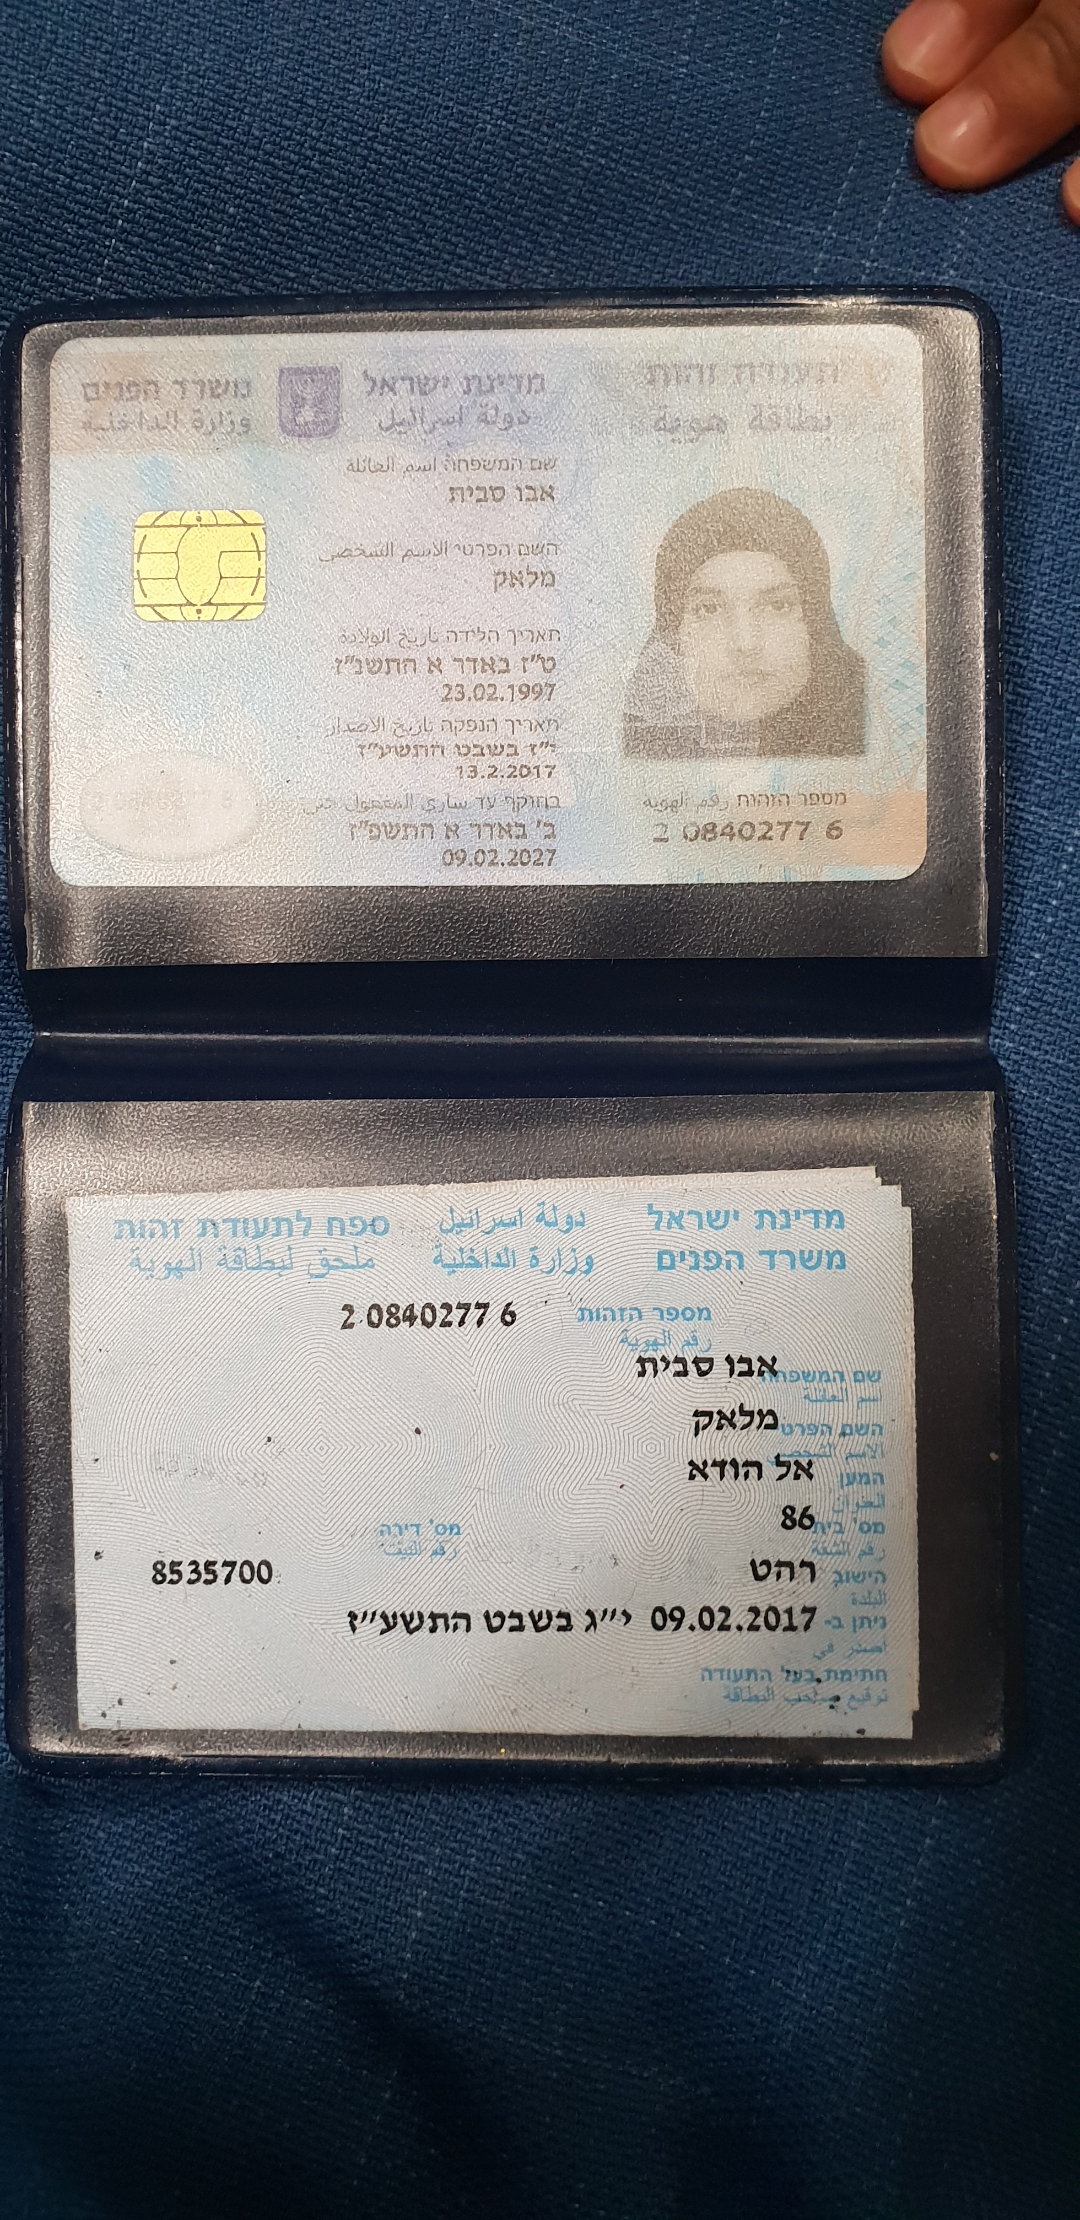 תעודת זהות מדינת ישראל משרד הפנים
بطاقة هوية دولة اسرائيل وزارة الداخلية
שם המשפחה اسم العائلة
אבו סבית
השם הפרטי الاسم الشخصي
מלאק
תאריך הלידה تاريخ الولادة
ט"ז באדר א התשנ"ז
23.02.1997
תאריך הנפקה تاريخ الاصدار
י"ז בשבט התשע"ז
13.2.2017
בתוקף עד ساري المفعول حتى
ב' באדר א התשפ"ז
09.02.2027
מספר הזהות رقم الهوية
2 0840277 6
מדינת ישראל دولة اسرائيل ספח לתעודת זהות
משרד הפנים وزارة الداخلية ملحق لبطاقة الهوية
מספר הזהות 2 0840277 6
رقم الهوية
שם המשפחה אבו סבית
اسم العائلة
השם הפרטי מלאק
الاسم الشخصي
המען אל הודא
العنوان
מס' בית 86 מס' דירה
رقم الشقة رقم البيت
הישוב רהט 8535700
البلدة
ניתן ב- 09.02.2017 י"ג בשבט התשע"ז
اصدر في
חתימת בעל התעודה
توقيع صاحب البطاقة